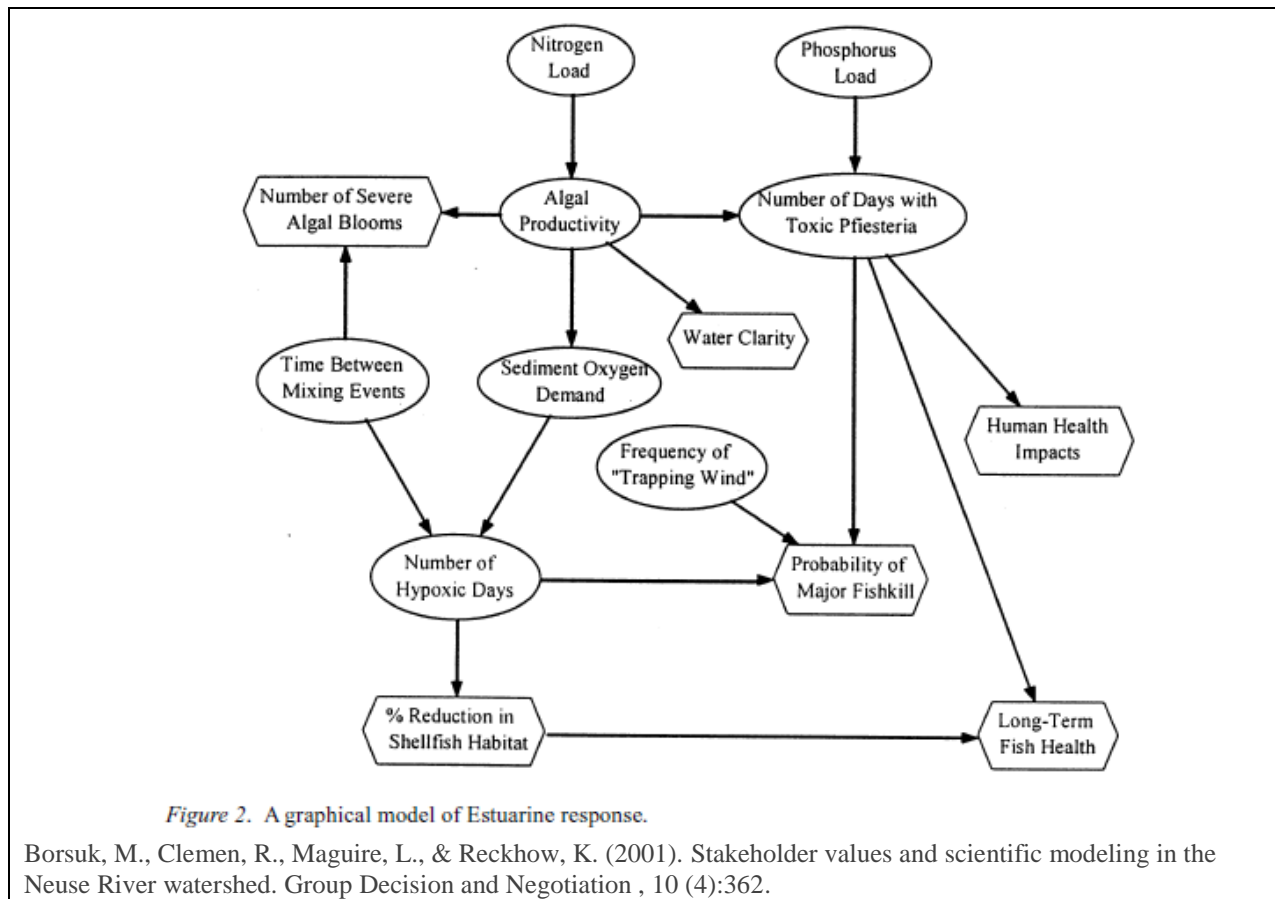 Nitrogen
Load
Phosphorus
Load
Number of Severe
Algal Blooms
Algal
Productivity
Number of Days with
Toxic Pfiesteria
Water Clarity
Time Between
Mixing Events
Sediment Oxygen
Demand
Human Health
Impacts
Frequency of
"Trapping Wind"
Number of
Hypoxic Days
Probability of
Major Fishkill
% Reduction in
Shellfish Habitat
Long-Term
Fish Health
Figure 2. A graphical model of Estuarine response.
Borsuk, M., Clemen, R., Maguire, L., & Reckhow, K. (2001). Stakeholder values and scientific modeling in the
Neuse River watershed. Group Decision and Negotiation , 10 (4):362.